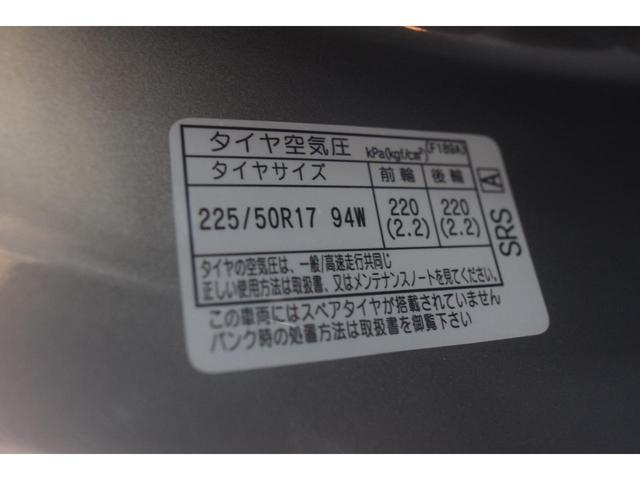 タイヤ空気圧 kPa(kgf/cm²) F189A
タイヤサイズ 前輪 後輪
225/50R17 94W 220 (2.2) 220 (2.2)
タイヤの空気圧は、一般/高速走行共同じ
正しい使用方法は取扱書、又はメンテナンスノートを見てください。
この車両にはスペアタイヤが搭載されていません
パンク時の処置方法は取扱書を御覧下さい
SRS A